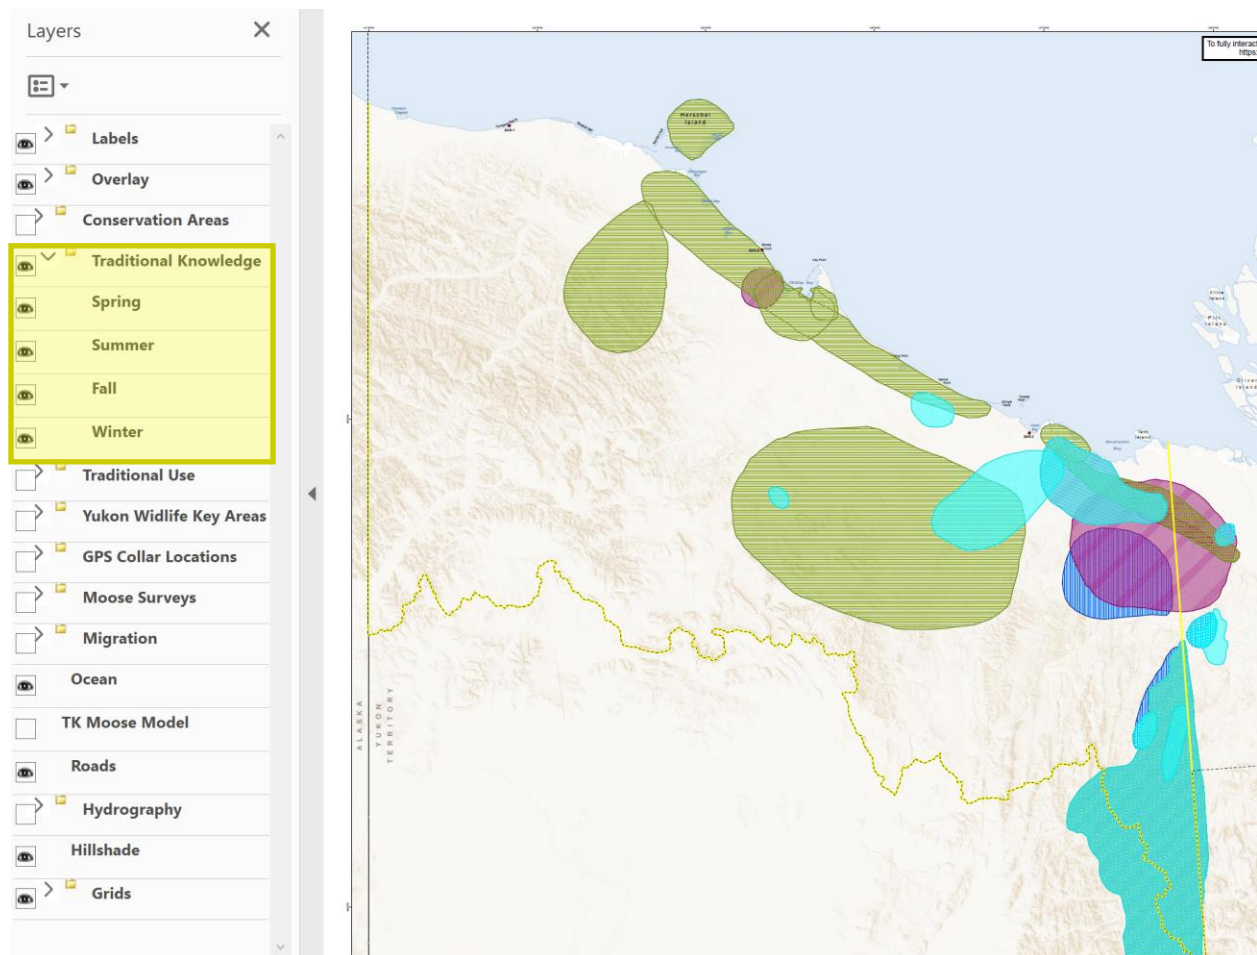 Layers
Labels
Overlay
Conservation Areas
Traditional Knowledge
Spring
Summer
Fall
Winter
Traditional Use
Yukon Widlife Key Areas
GPS Collar Locations
Moose Surveys
Migration
Ocean
TK Moose Model
Roads
Hydrography
Hillshade
Grids
To fully interac
https:
Herschel
Island
ALASKA
YUKON
TERRITORY